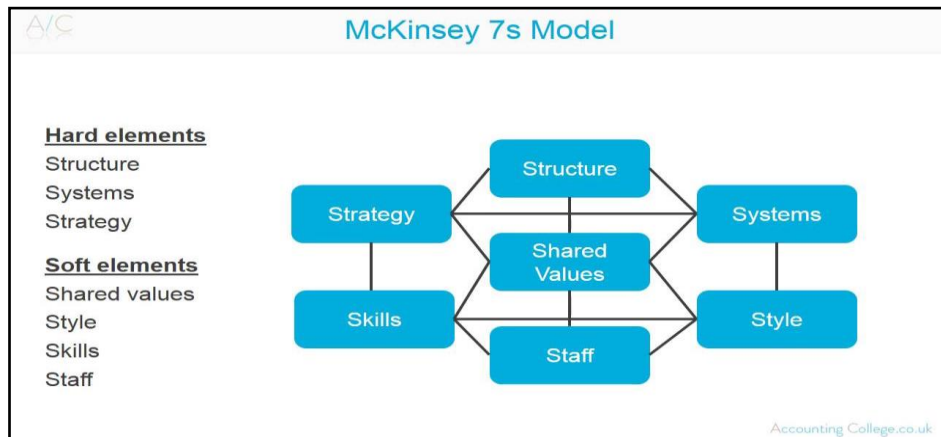 A/C
McKinsey 7s Model
Hard elements
Structure
Systems
Strategy
Soft elements
Shared values
Style
Skills
Staff
Structure
Strategy
Systems
Shared
Values
Skills
Style
Staff
Accounting College.co.uk